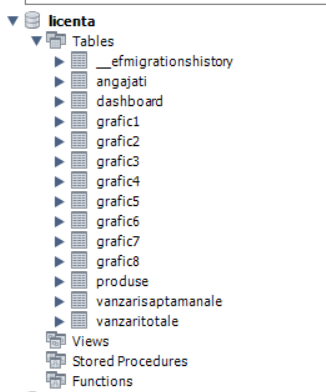 licenta
Tables
__efmigrationshistory
angajati
dashboard
grafic1
grafic2
grafic3
grafic4
grafic5
grafic6
grafic7
grafic8
produse
vanzarisaptamanale
vanzaritotale
Views
Stored Procedures
Functions